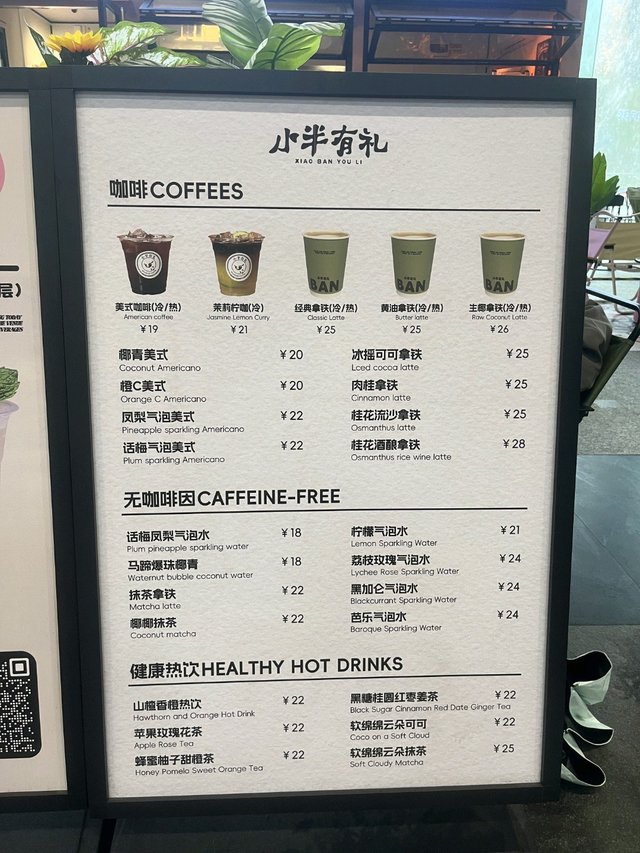 小半有礼
XIAO BAN YOU LI
咖啡COFFEES
美式咖啡(冷/热)
American coffee
￥19
茉莉柠咖(冷)
Jasmine Lemon Curry
￥21
经典拿铁(冷/热)
Classic Latte
￥25
黄油拿铁(冷/热)
Butter latte
￥25
生椰拿铁(冷/热)
Raw Coconut Latte
￥26
BAN
BAN
BAN
椰青美式 ￥20
Coconut Americano
橙C美式 ￥20
Orange C Americano
凤梨气泡美式 ￥22
Pineapple sparkling Americano
话梅气泡美式 ￥22
Plum sparkling Americano
冰摇可可拿铁 ￥25
Lced cocoa latte
肉桂拿铁 ￥25
Cinnamon latte
桂花流沙拿铁 ￥25
Osmanthus latte
桂花酒酿拿铁 ￥28
Osmanthus rice wine latte
无咖啡因CAFFEINE-FREE
话梅凤梨气泡水 ￥18
Plum pineapple sparkling water
马蹄爆珠椰青 ￥18
Waternut bubble coconut water
抹茶拿铁 ￥22
Matcha latte
椰椰抹茶 ￥22
Coconut matcha
柠檬气泡水 ￥21
Lemon Sparkling Water
荔枝玫瑰气泡水 ￥24
Lychee Rose Sparkling Water
黑加仑气泡水 ￥24
Blackcurrant Sparkling Water
芭乐气泡水 ￥24
Baroque Sparkling Water
健康热饮HEALTHY HOT DRINKS
山楂香橙热饮 ￥22
Hawthorn and Orange Hot Drink
苹果玫瑰花茶 ￥22
Apple Rose Tea
蜂蜜柚子甜橙茶 ￥22
Honey Pomelo Sweet Orange Tea
黑糖桂圆红枣姜茶 ￥22
Black Sugar Cinnamon Red Date Ginger Tea
软绵绵云朵可可 ￥22
Coco on a Soft Cloud
软绵绵云朵抹茶 ￥25
Soft Cloudy Matcha
层)